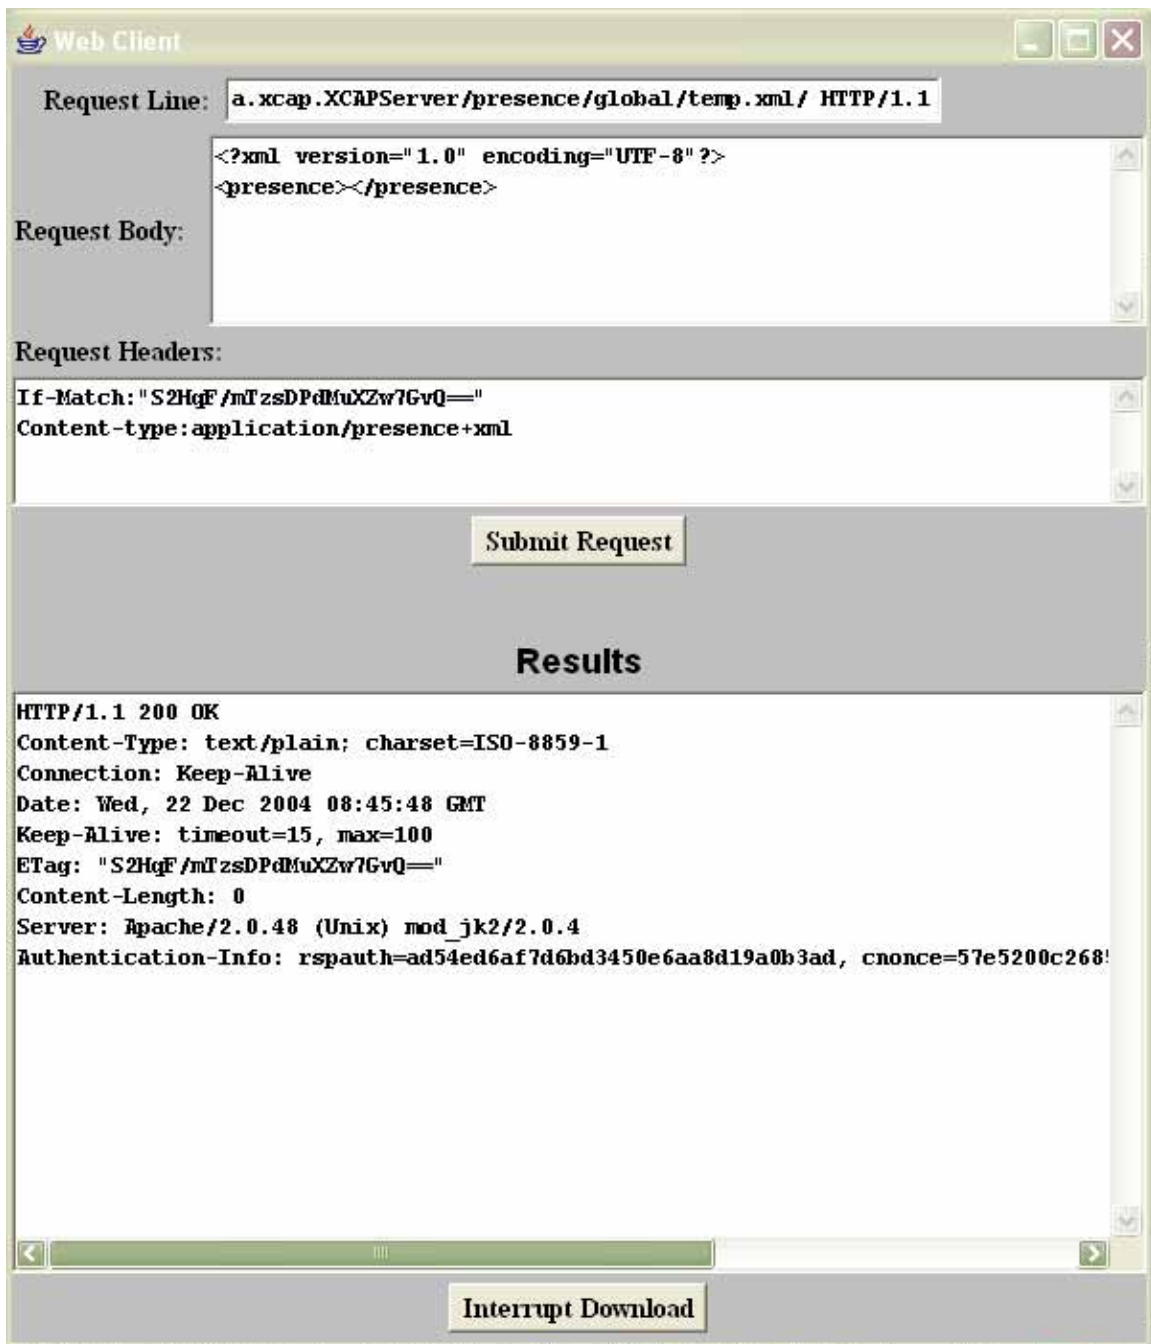 Web Client
Request Line: a.xcap.XCAPServer/presence/global/temp.xml/ HTTP/1.1
<?xml version="1.0" encoding="UTF-8"?>
<presence></presence>
Request Body:
Request Headers:
If-Match:"S2HqF/mTzsDPdMuXZw7GvQ=="
Content-type:application/presence+xml
Submit Request
Results
HTTP/1.1 200 OK
Content-Type: text/plain; charset=ISO-8859-1
Connection: Keep-Alive
Date: Wed, 22 Dec 2004 08:45:48 GMT
Keep-Alive: timeout=15, max=100
ETag: "S2HqF/mTzsDPdMuXZw7GvQ=="
Content-Length: 0
Server: Apache/2.0.48 (Unix) mod_jk2/2.0.4
Authentication-Info: rspauth=ad54ed6af7d6bd3450e6aa8d19a0b3ad, cnonce=57e5200c268
Interrupt Download